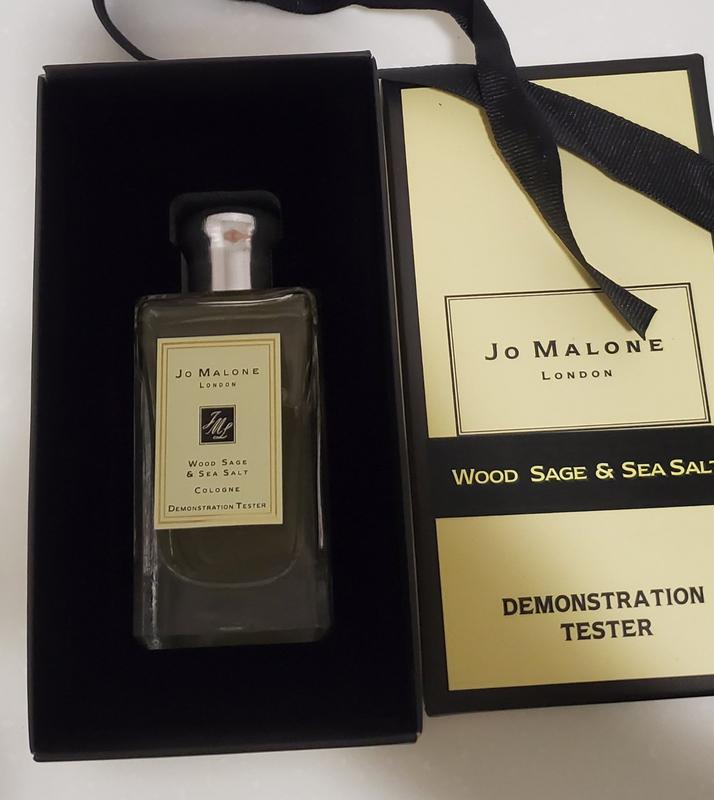 Jo Malone
London
Wood Sage
& Sea Salt
Cologne
Demonstration Tester
Jo Malone
London
Wood Sage & Sea Salt
DEMONSTRATION
TESTER